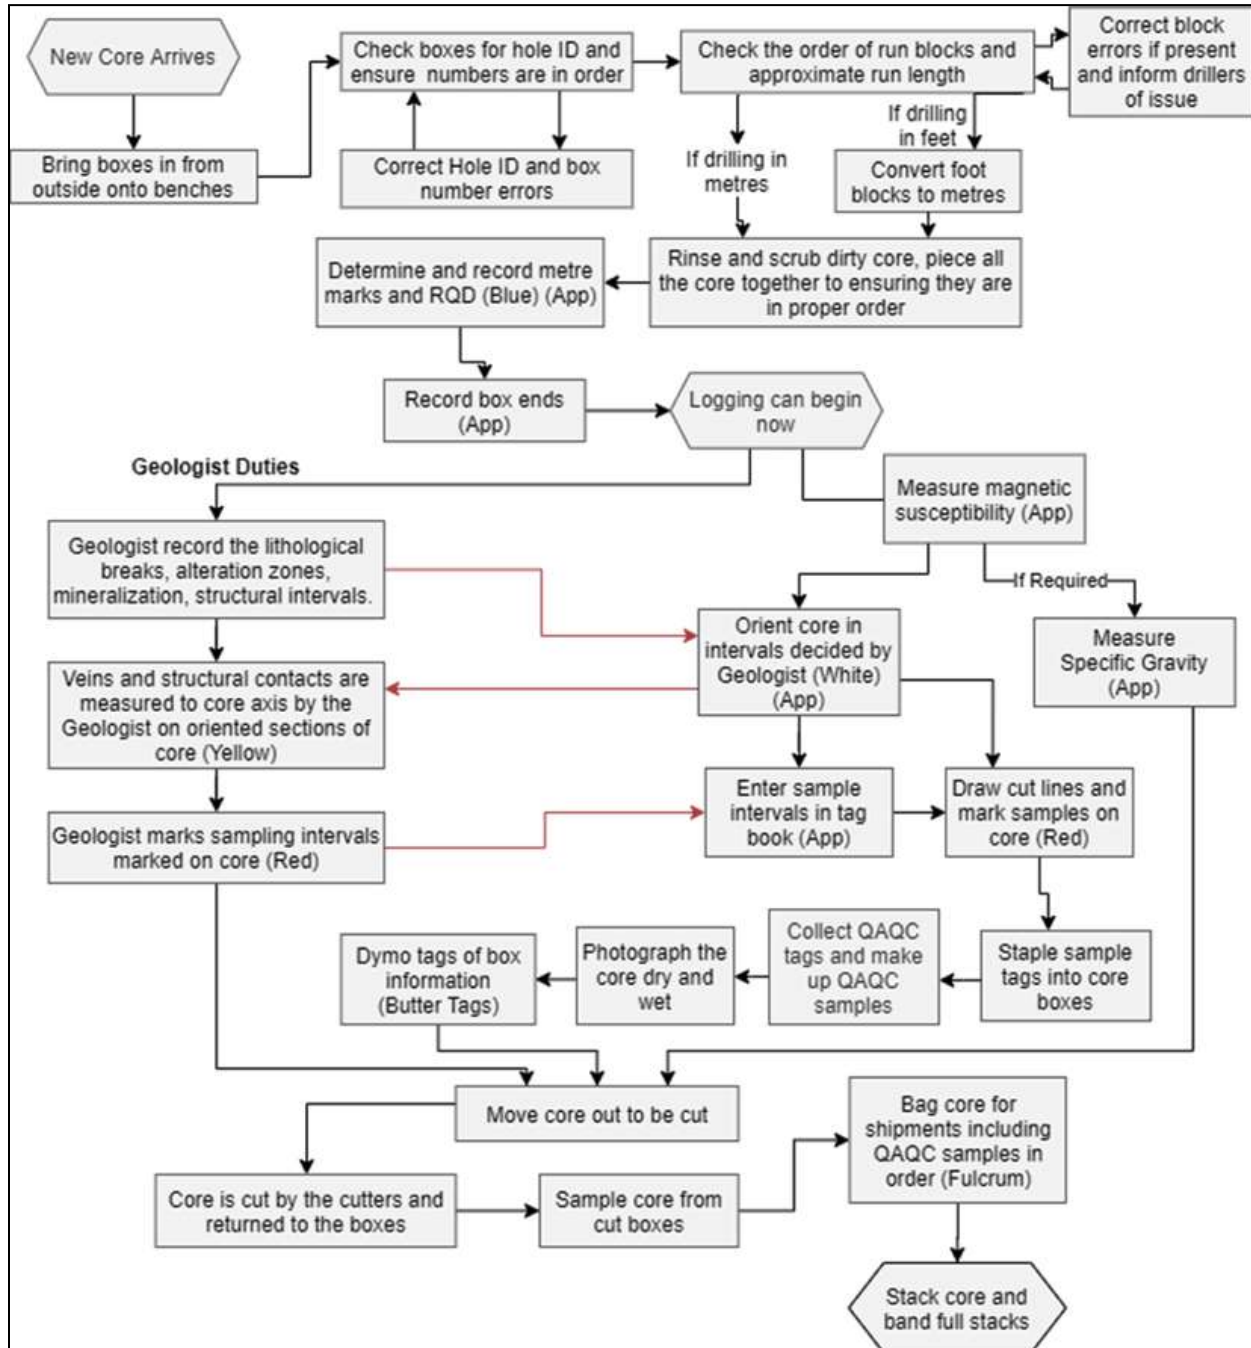 New Core Arrives
Check boxes for hole ID and
ensure numbers are in order
Check the order of run blocks and
approximate run length
Correct block
errors if present
and inform drillers
of issue
Bring boxes in from
outside onto benches
Correct Hole ID and box
number errors
If drilling in
metres
If drilling
in feet
Convert foot
blocks to metres
Determine and record metre
marks and RQD (Blue) (App)
Rinse and scrub dirty core, piece all
the core together to ensuring they are
in proper order
Record box ends
(App)
Logging can begin
now
Geologist Duties
Measure magnetic
susceptibility (App)
Geologist record the lithological
breaks, alteration zones,
mineralization, structural intervals.
If Required
Orient core in
intervals decided by
Geologist (White)
(App)
Measure
Specific Gravity
(App)
Veins and structural contacts are
measured to core axis by the
Geologist on oriented sections of
core (Yellow)
Enter sample
intervals in tag
book (App)
Draw cut lines and
mark samples on
core (Red)
Geologist marks sampling intervals
marked on core (Red)
Dymo tags of box
information
(Butter Tags)
Photograph the
core dry and
wet
Collect QAQC
tags and make
up QAQC
samples
Staple sample
tags into core
boxes
Move core out to be cut
Bag core for
shipments including
QAQC samples in
order (Fulcrum)
Core is cut by the cutters and
returned to the boxes
Sample core from
cut boxes
Stack core and
band full stacks